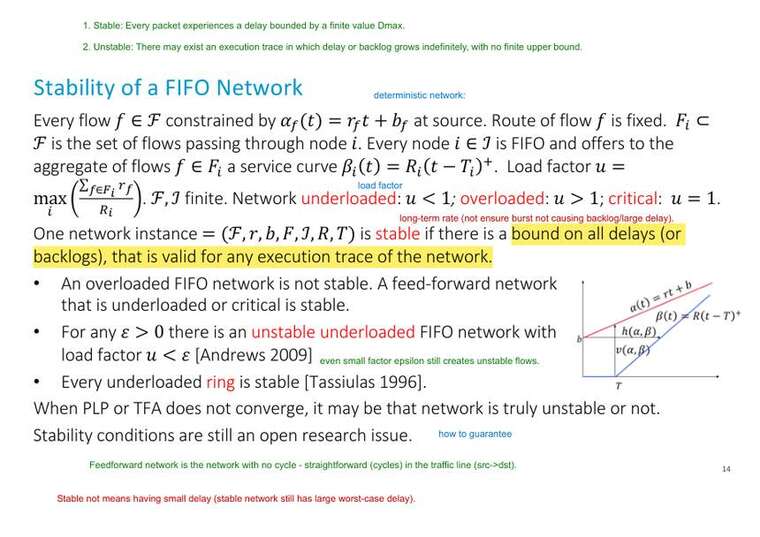 1. Stable: Every packet experiences a delay bounded by a finite value Dmax.
2. Unstable: There may exist an execution trace in which delay or backlog grows indefinitely, with no finite upper bound.
Stability of a FIFO Network
deterministic network:
Every flow 𝑓 ∈ ℱ constrained by 𝛼_𝑓(𝑡) = 𝑟_𝑓𝑡 + 𝑏_𝑓 at source. Route of flow 𝑓 is fixed. 𝐹_𝑖 ⊂
ℱ is the set of flows passing through node 𝑖. Every node 𝑖 ∈ ℐ is FIFO and offers to the
aggregate of flows 𝑓 ∈ 𝐹_𝑖 a service curve 𝛽_𝑖(𝑡) = 𝑅_𝑖(𝑡 − 𝑇_𝑖)⁺. Load factor 𝑢 =
load factor
max_𝑖 (Σ_{𝑓∈𝐹_𝑖} 𝑟_𝑓 / 𝑅_𝑖). ℱ, ℐ finite. Network underloaded: 𝑢 < 1; overloaded: 𝑢 > 1; critical: 𝑢 = 1.
long-term rate (not ensure burst not causing backlog/large delay).
One network instance = (ℱ, 𝑟, 𝑏, 𝐹, ℐ, 𝑅, 𝑇) is stable if there is a bound on all delays (or
backlogs), that is valid for any execution trace of the network.
• An overloaded FIFO network is not stable. A feed-forward network
that is underloaded or critical is stable.
• For any 𝜀 > 0 there is an unstable underloaded FIFO network with
load factor 𝑢 < 𝜀 [Andrews 2009]
even small factor epsilon still creates unstable flows.
• Every underloaded ring is stable [Tassiulas 1996].
𝛼(𝑡) = 𝑟𝑡 + 𝑏
𝛽(𝑡) = 𝑅(𝑡 − 𝑇)⁺
ℎ(𝛼, 𝛽)
𝑏
𝑣(𝛼, 𝛽)
𝑇
When PLP or TFA does not converge, it may be that network is truly unstable or not.
Stability conditions are still an open research issue.
how to guarantee
Feedforward network is the network with no cycle - straightforward (cycles) in the traffic line (src->dst).
14
Stable not means having small delay (stable network still has large worst-case delay).